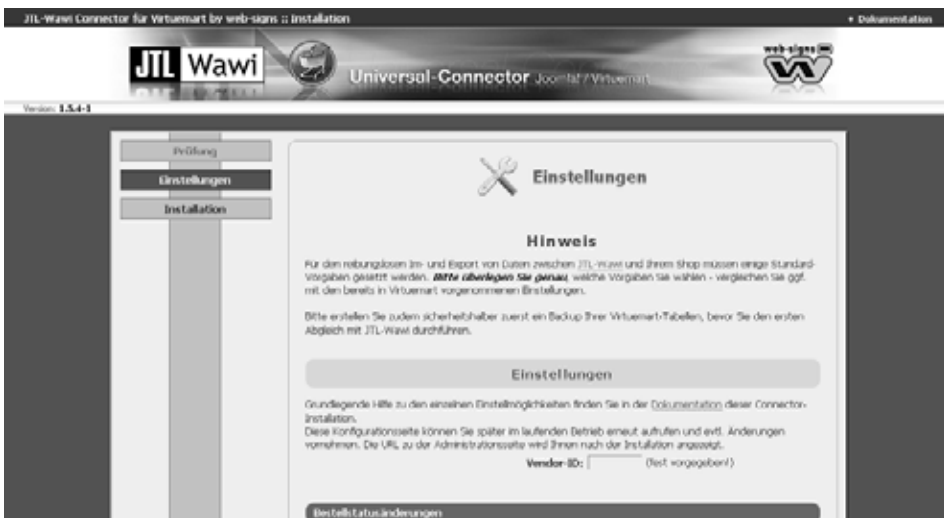 JTL-Wawi Connector für Virtuemart by web-signs :: Installation
• Dokumentation
JTL Wawi
Universal-Connector Joomla! / Virtuemart
web-signs
Version: 1.5.4-1
Prüfung
Einstellungen
Installation
Einstellungen
Hinweis
Für den reibungslosen Im- und Export von Daten zwischen JTL-Wawi und Ihrem Shop müssen einige Standard-
Vorgaben gesetzt werden. Bitte überlegen Sie genau, welche Vorgaben Sie wählen - vergleichen Sie ggf.
mit den bereits in Virtuemart vorgenommenen Einstellungen.
Bitte erstellen Sie zudem sicherheitshalber zuerst ein Backup Ihrer Virtuemart-Tabellen, bevor Sie den ersten
Abgleich mit JTL-Wawi durchführen.
Einstellungen
Grundlegende Hilfe zu den einzelnen Einstellmöglichkeiten finden Sie in der Dokumentation dieser Connector-
Installation.
Diese Konfigurationsseite können Sie später im laufenden Betrieb erneut aufrufen und evtl. Änderungen
vornehmen. Die URL zu der Administrationsseite wird Ihnen nach der Installation angezeigt.
Vendor-ID: (fest vorgegeben!)
Bestellstatusänderungen